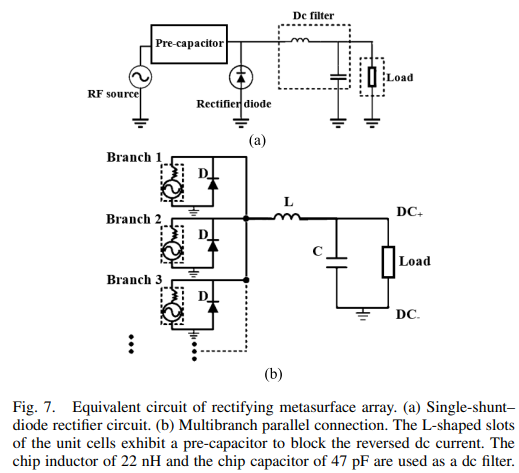 Dc filter
Pre-capacitor
RF source
Rectifier diode
Load
(a)
Branch 1
D
Branch 2
D
Branch 3
D
L
C
DC+
Load
DC-
(b)
Fig. 7. Equivalent circuit of rectifying metasurface array. (a) Single-shunt–
diode rectifier circuit. (b) Multibranch parallel connection. The L-shaped slots
of the unit cells exhibit a pre-capacitor to block the reversed dc current. The
chip inductor of 22 nH and the chip capacitor of 47 pF are used as a dc filter.